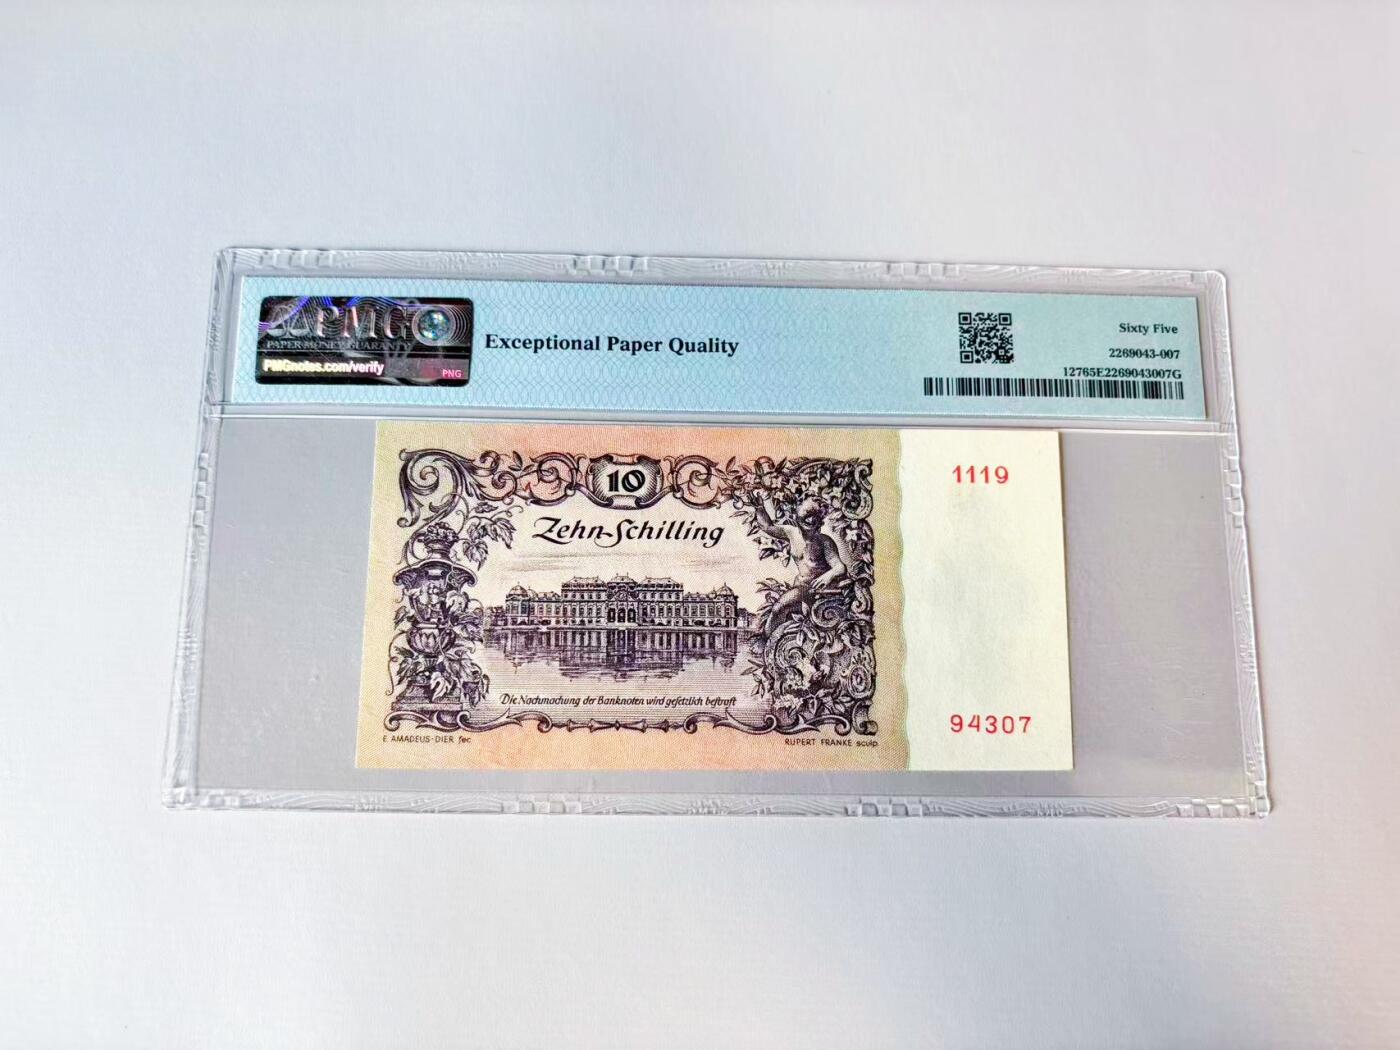 PMG
PAPER MONEY GUARANTY
PMGnotes.com/verify
PNG
Exceptional Paper Quality
Sixty Five
2269043-007
12765E2269043007G
10
1119
Zehn Schilling
Die Nachmachung der Banknoten wird gesetzlich bestraft
94307
E. AMADEUS-DIER fec.
RUPERT FRANKE sculp.